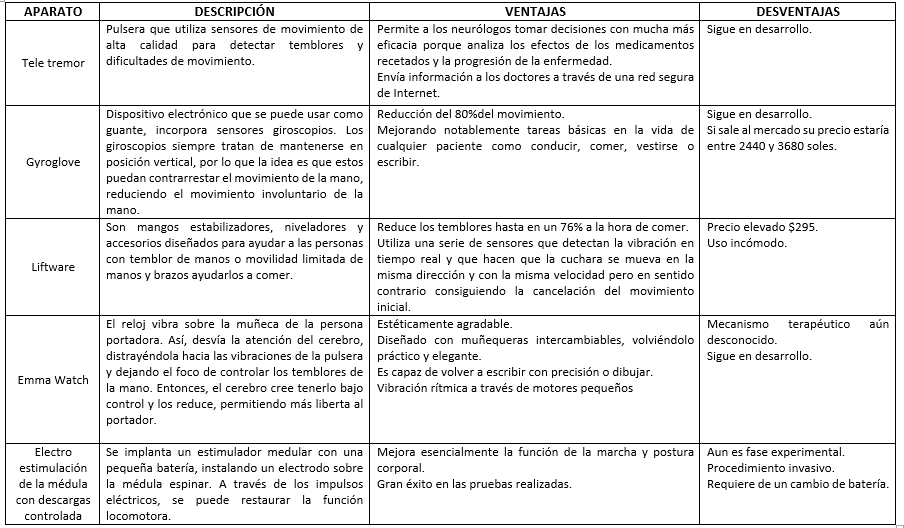 APARATO DESCRIPCIÓN VENTAJAS DESVENTAJAS
Tele tremor
Pulsera que utiliza sensores de movimiento de
alta calidad para detectar temblores y
dificultades de movimiento.
Permite a los neurólogos tomar decisiones con mucha más
eficacia porque analiza los efectos de los medicamentos
recetados y la progresión de la enfermedad.
Envía información a los doctores a través de una red segura
de Internet.
Sigue en desarrollo.
Gyroglove
Dispositivo electrónico que se puede usar como
guante, incorpora sensores giroscopios. Los
giroscopios siempre tratan de mantenerse en
posición vertical, por lo que la idea es que estos
puedan contrarrestar el movimiento de la mano,
reduciendo el movimiento involuntario de la
mano.
Reducción del 80%del movimiento.
Mejorando notablemente tareas básicas en la vida de
cualquier paciente como conducir, comer, vestirse o
escribir.
Sigue en desarrollo.
Si sale al mercado su precio estaría
entre 2440 y 3680 soles.
Liftware
Son mangos estabilizadores, niveladores y
accesorios diseñados para ayudar a las personas
con temblor de manos o movilidad limitada de
manos y brazos ayudarlos a comer.
Reduce los temblores hasta en un 76% a la hora de comer.
Utiliza una serie de sensores que detectan la vibración en
tiempo real y que hacen que la cuchara se mueva en la
misma dirección y con la misma velocidad pero en sentido
contrario consiguiendo la cancelación del movimiento
inicial.
Precio elevado $295.
Uso incómodo.
Emma Watch
El reloj vibra sobre la muñeca de la persona
portadora. Así, desvía la atención del cerebro,
distrayéndola hacia las vibraciones de la pulsera
y dejando el foco de controlar los temblores de
la mano. Entonces, el cerebro cree tenerlo bajo
control y los reduce, permitiendo más liberta al
portador.
Estéticamente agradable.
Diseñado con muñequeras intercambiables, volviéndolo
práctico y elegante.
Es capaz de volver a escribir con precisión o dibujar.
Vibración rítmica a través de motores pequeños
Mecanismo terapéutico aún
desconocido.
Sigue en desarrollo.
Electro
estimulación
de la médula
con descargas
controlada
Se implanta un estimulador medular con una
pequeña batería, instalando un electrodo sobre
la médula espinar. A través de los impulsos
eléctricos, se puede restaurar la función
locomotora.
Mejora esencialmente la función de la marcha y postura
corporal.
Gran éxito en las pruebas realizadas.
Aun es fase experimental.
Procedimiento invasivo.
Requiere de un cambio de batería.